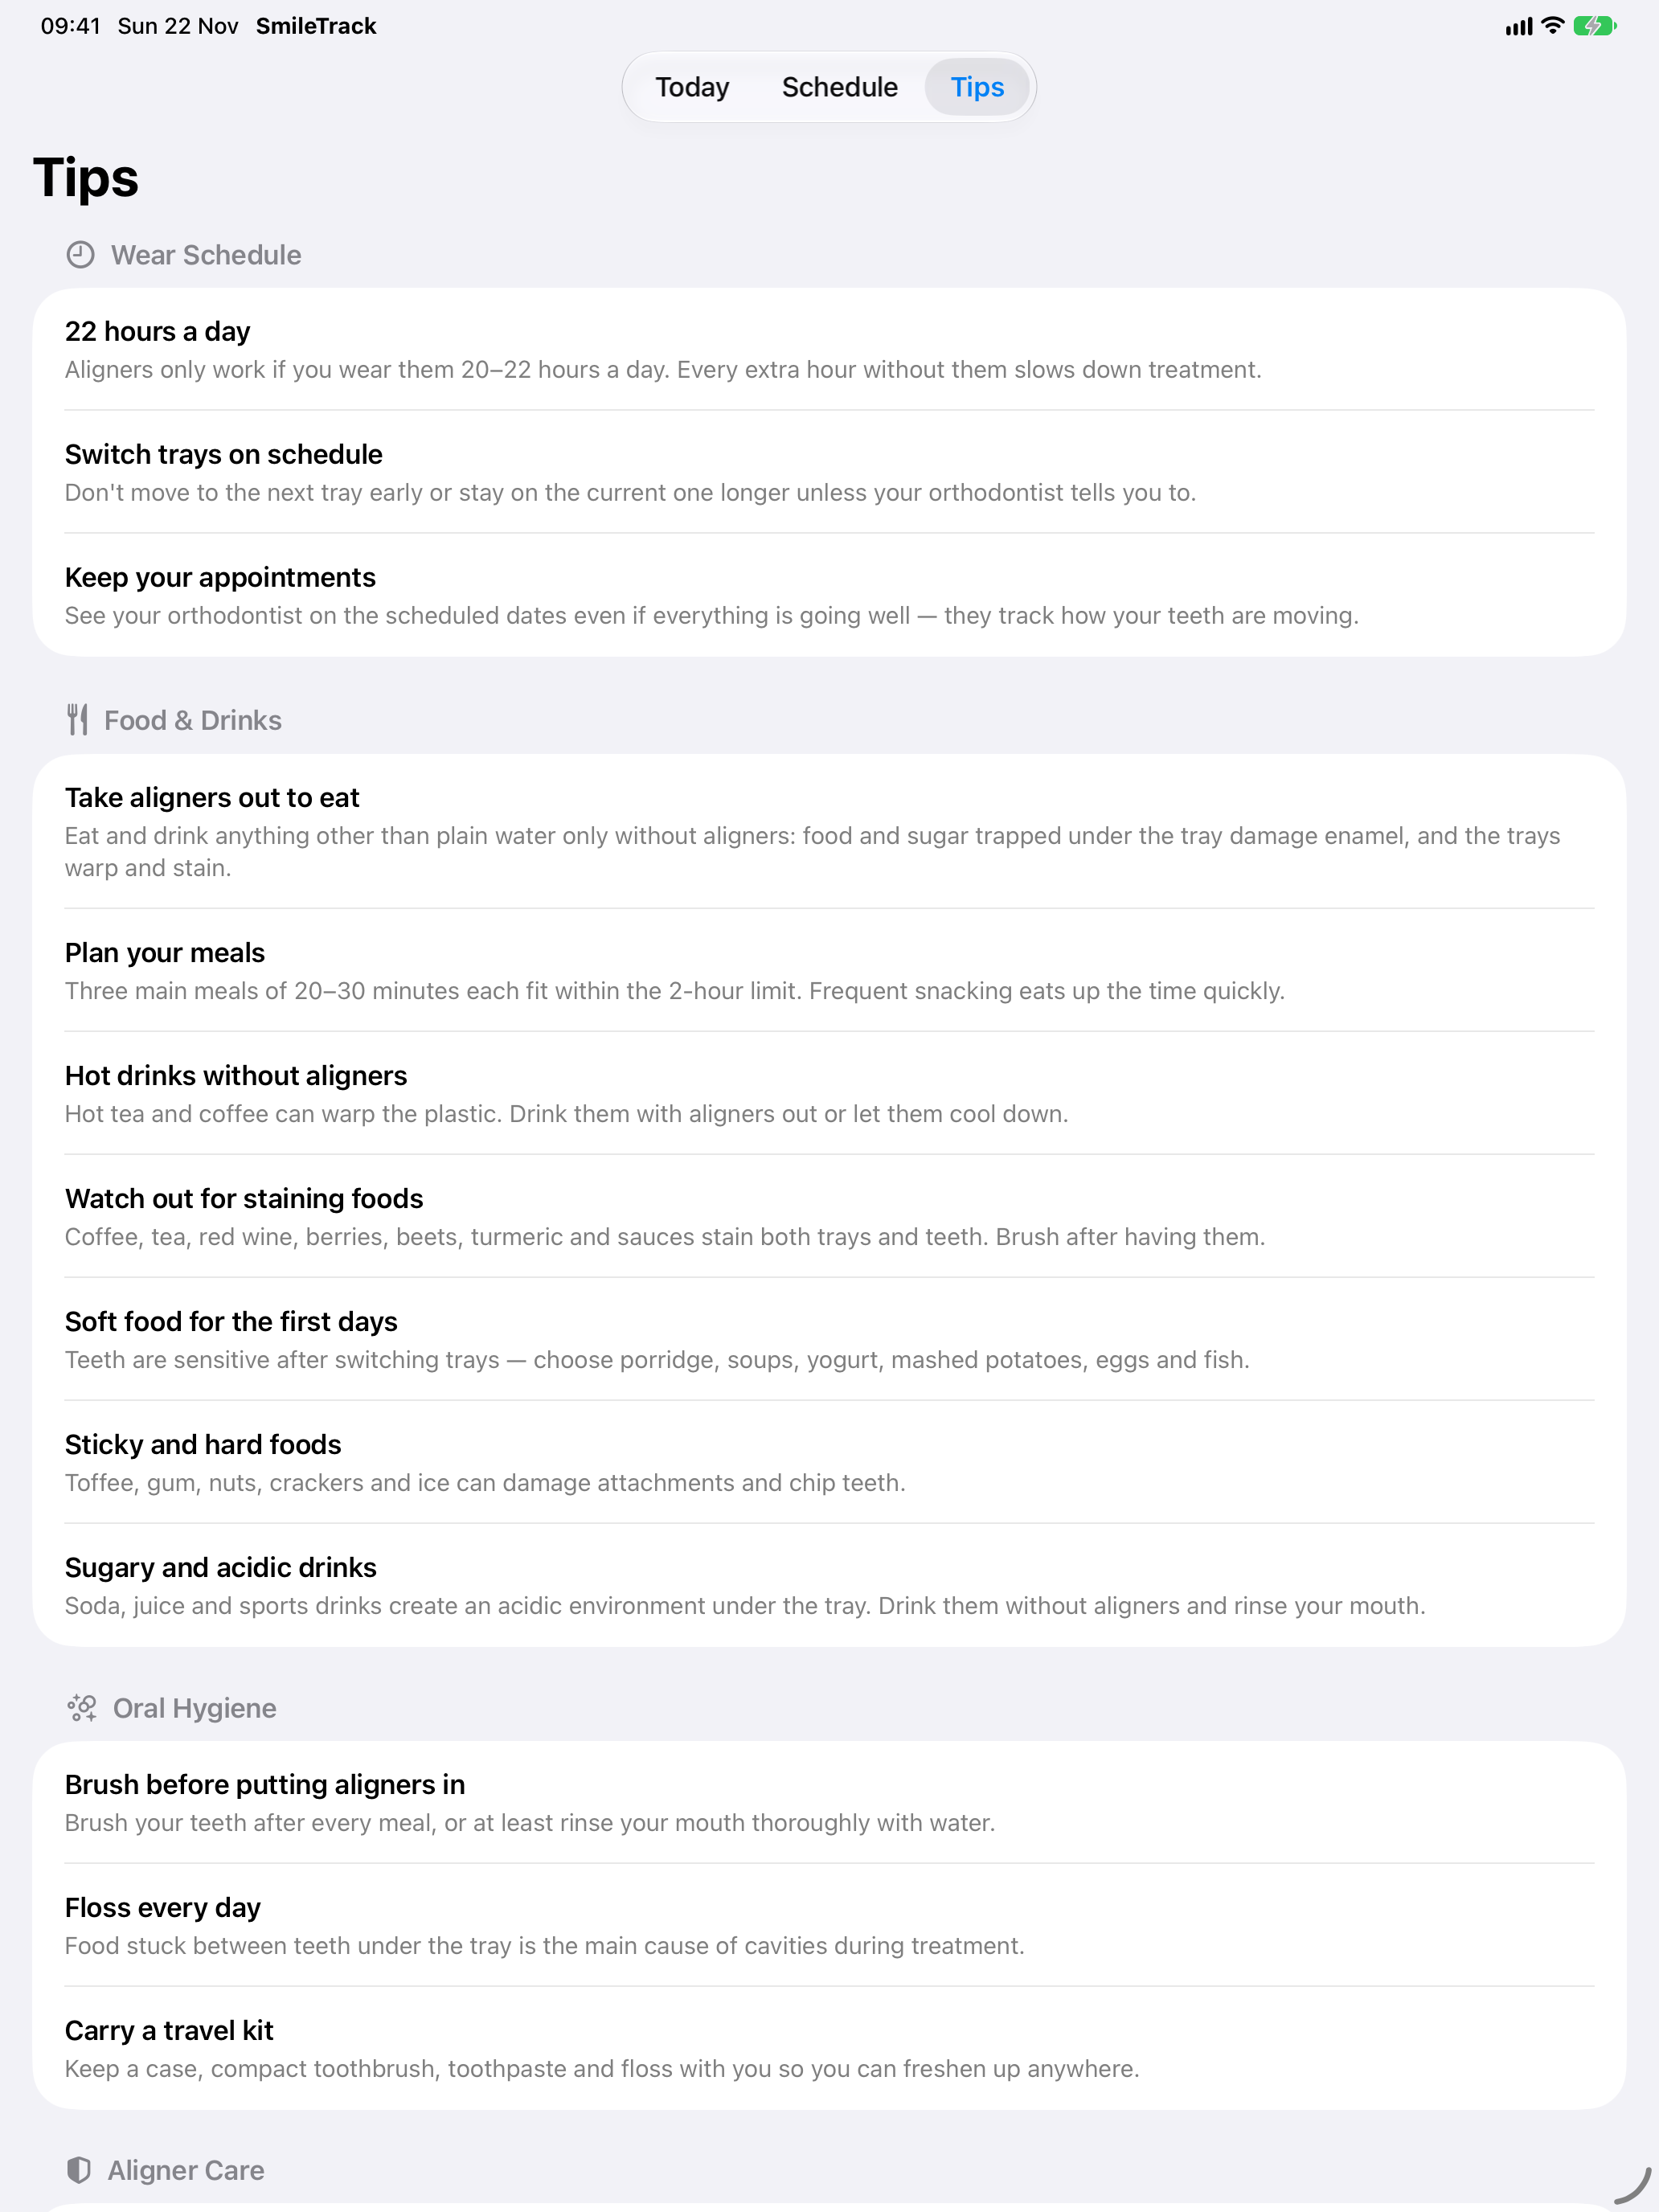 09:41 Sun 22 Nov SmileTrack
Today Schedule Tips
Tips
Wear Schedule
22 hours a day
Aligners only work if you wear them 20–22 hours a day. Every extra hour without them slows down treatment.
Switch trays on schedule
Don't move to the next tray early or stay on the current one longer unless your orthodontist tells you to.
Keep your appointments
See your orthodontist on the scheduled dates even if everything is going well — they track how your teeth are moving.
Food & Drinks
Take aligners out to eat
Eat and drink anything other than plain water only without aligners: food and sugar trapped under the tray damage enamel, and the trays
warp and stain.
Plan your meals
Three main meals of 20–30 minutes each fit within the 2-hour limit. Frequent snacking eats up the time quickly.
Hot drinks without aligners
Hot tea and coffee can warp the plastic. Drink them with aligners out or let them cool down.
Watch out for staining foods
Coffee, tea, red wine, berries, beets, turmeric and sauces stain both trays and teeth. Brush after having them.
Soft food for the first days
Teeth are sensitive after switching trays — choose porridge, soups, yogurt, mashed potatoes, eggs and fish.
Sticky and hard foods
Toffee, gum, nuts, crackers and ice can damage attachments and chip teeth.
Sugary and acidic drinks
Soda, juice and sports drinks create an acidic environment under the tray. Drink them without aligners and rinse your mouth.
Oral Hygiene
Brush before putting aligners in
Brush your teeth after every meal, or at least rinse your mouth thoroughly with water.
Floss every day
Food stuck between teeth under the tray is the main cause of cavities during treatment.
Carry a travel kit
Keep a case, compact toothbrush, toothpaste and floss with you so you can freshen up anywhere.
Aligner Care